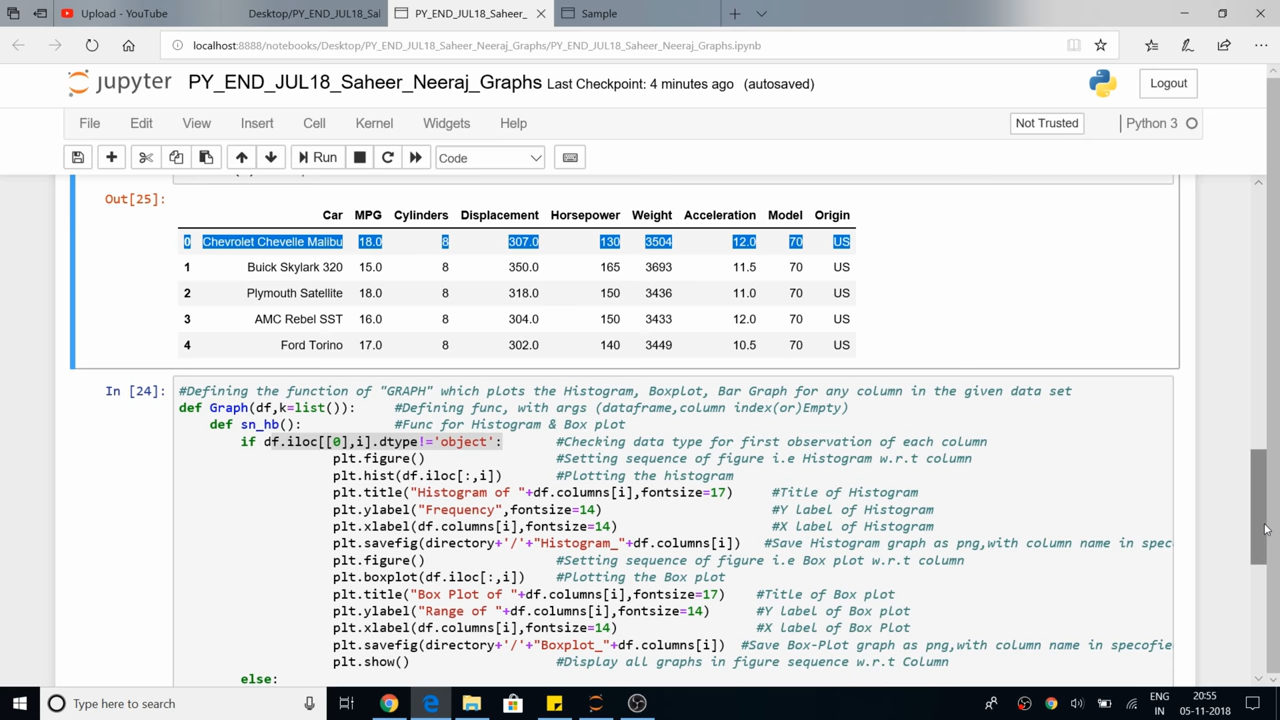 Upload - YouTube
Desktop/PY_END_JUL18_Sal
PY_END_JUL18_Saheer_
Sample
localhost:8888/notebooks/Desktop/PY_END_JUL18_Saheer_Neeraj_Graphs/PY_END_JUL18_Saheer_Neeraj_Graphs.ipynb
jupyter PY_END_JUL18_Saheer_Neeraj_Graphs Last Checkpoint: 4 minutes ago (autosaved) Logout
File Edit View Insert Cell Kernel Widgets Help Not Trusted Python 3
Run Code
Out[25]:
Car MPG Cylinders Displacement Horsepower Weight Acceleration Model Origin
0 Chevrolet Chevelle Malibu 18.0 8 307.0 130 3504 12.0 70 US
1 Buick Skylark 320 15.0 8 350.0 165 3693 11.5 70 US
2 Plymouth Satellite 18.0 8 318.0 150 3436 11.0 70 US
3 AMC Rebel SST 16.0 8 304.0 150 3433 12.0 70 US
4 Ford Torino 17.0 8 302.0 140 3449 10.5 70 US
In [24]: #Defining the function of "GRAPH" which plots the Histogram, Boxplot, Bar Graph for any column in the given data set
def Graph(df,k=list()): #Defining func, with args (dataframe,column index(or)Empty)
def sn_hb(): #Func for Histogram & Box plot
if df.iloc[[0],i].dtype!='object': #Checking data type for first observation of each column
plt.figure() #Setting sequence of figure i.e Histogram w.r.t column
plt.hist(df.iloc[:,i]) #Plotting the histogram
plt.title("Histogram of "+df.columns[i],fontsize=17) #Title of Histogram
plt.ylabel("Frequency",fontsize=14) #Y label of Histogram
plt.xlabel(df.columns[i],fontsize=14) #X label of Histogram
plt.savefig(directory+'/'+"Histogram_"+df.columns[i]) #Save Histogram graph as png,with column name in spec
plt.figure() #Setting sequence of figure i.e Box plot w.r.t column
plt.boxplot(df.iloc[:,i]) #Plotting the Box plot
plt.title("Box Plot of "+df.columns[i],fontsize=17) #Title of Box plot
plt.ylabel("Range of "+df.columns[i],fontsize=14) #Y label of Box plot
plt.xlabel(df.columns[i],fontsize=14) #X label of Box Plot
plt.savefig(directory+'/'+"Boxplot_"+df.columns[i]) #Save Box-Plot graph as png,with column name in specofie
plt.show() #Display all graphs in figure sequence w.r.t Column
else:
Type here to search
ENG
IN
20:55
05-11-2018